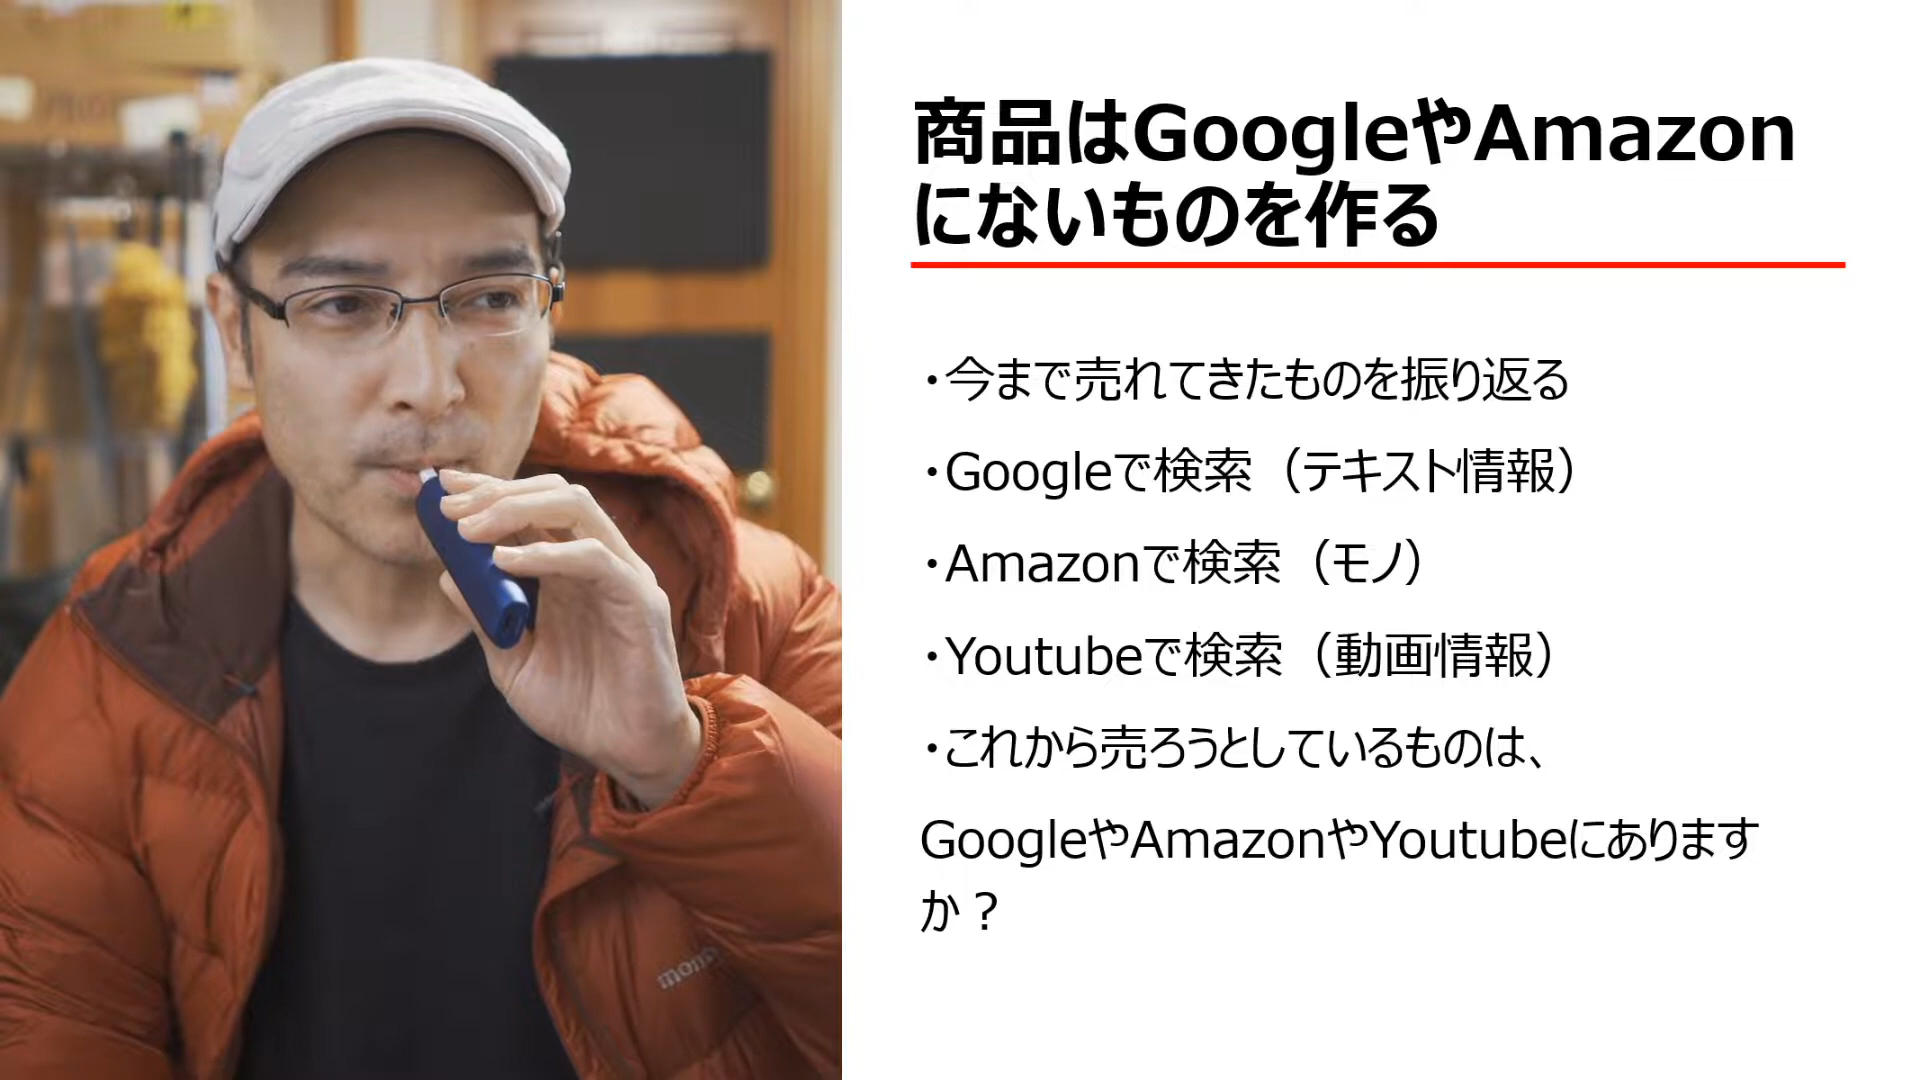 商品はGoogleやAmazon
にないものを作る
・今まで売れてきたものを振り返る
・Googleで検索（テキスト情報）
・Amazonで検索（モノ）
・Youtubeで検索（動画情報）
・これから売ろうとしているものは、
GoogleやAmazonやYoutubeにあります
か？